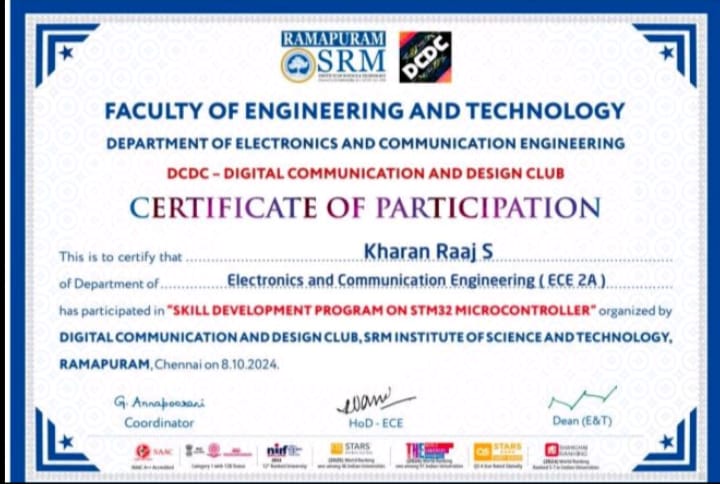 RAMAPURAM
SRM
DCDC
FACULTY OF ENGINEERING AND TECHNOLOGY
DEPARTMENT OF ELECTRONICS AND COMMUNICATION ENGINEERING
DCDC – DIGITAL COMMUNICATION AND DESIGN CLUB
CERTIFICATE OF PARTICIPATION
This is to certify that Kharan Raaj S
of Department of Electronics and Communication Engineering ( ECE 2A )
has participated in "SKILL DEVELOPMENT PROGRAM ON STM32 MICROCONTROLLER" organized by
DIGITAL COMMUNICATION AND DESIGN CLUB, SRM INSTITUTE OF SCIENCE AND TECHNOLOGY,
RAMAPURAM, Chennai on 8.10.2024.
G. Annapoorani
Coordinator
HoD - ECE
Dean (E&T)
NAAC
nirf
STARS
STARS